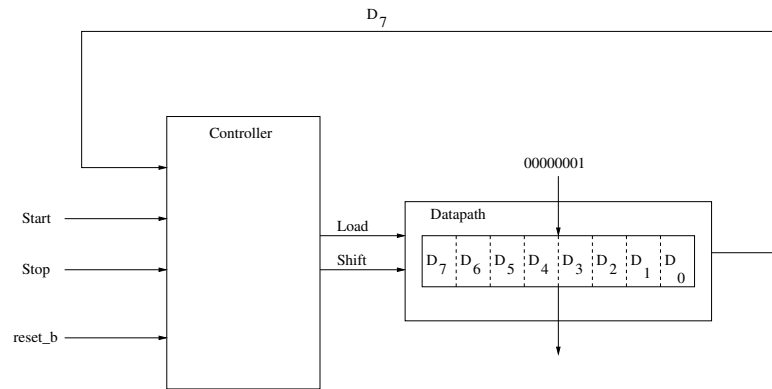 D7
Controller
00000001
Start
Load
Datapath
Stop
Shift
D7 D6 D5 D4 D3 D2 D1 D0
reset_b